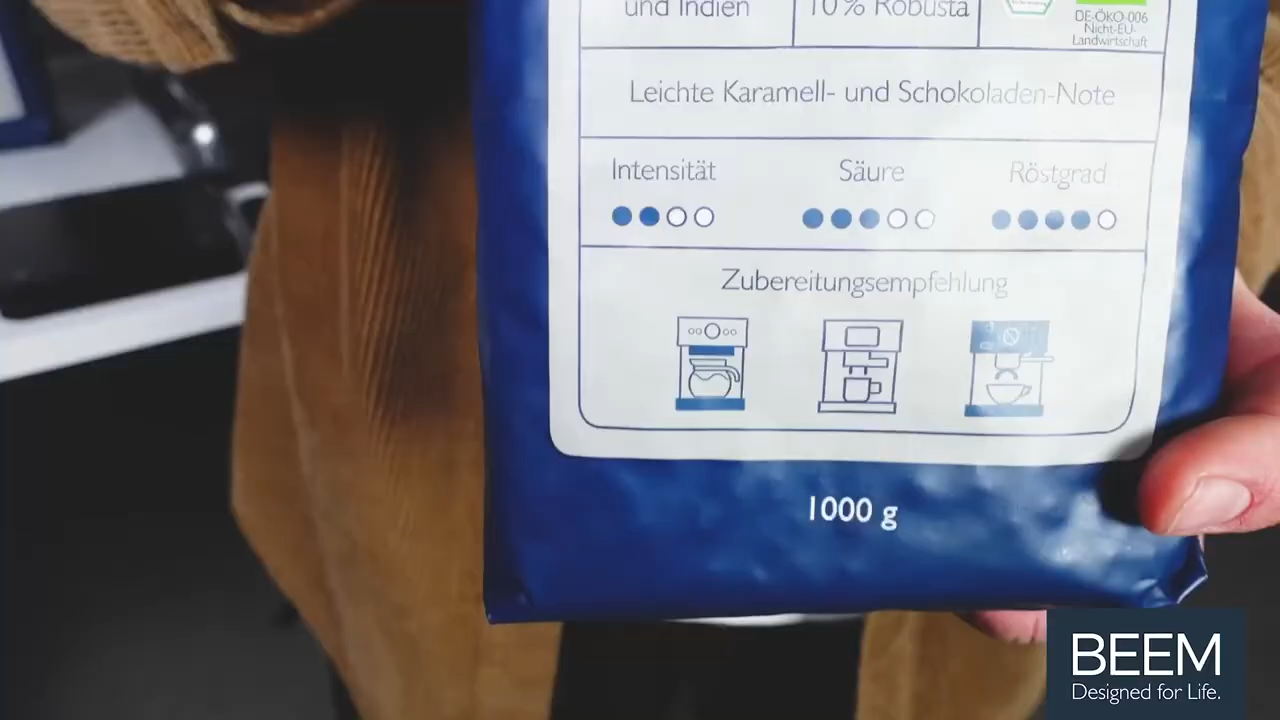 und Indien
10% Robusta
DE-ÖKO-006
Nicht-EU-
Landwirtschaft
Leichte Karamell- und Schokoladen-Note
Intensität
Säure
Röstgrad
Zubereitungsempfehlung
1000 g
BEEM
Designed for Life.